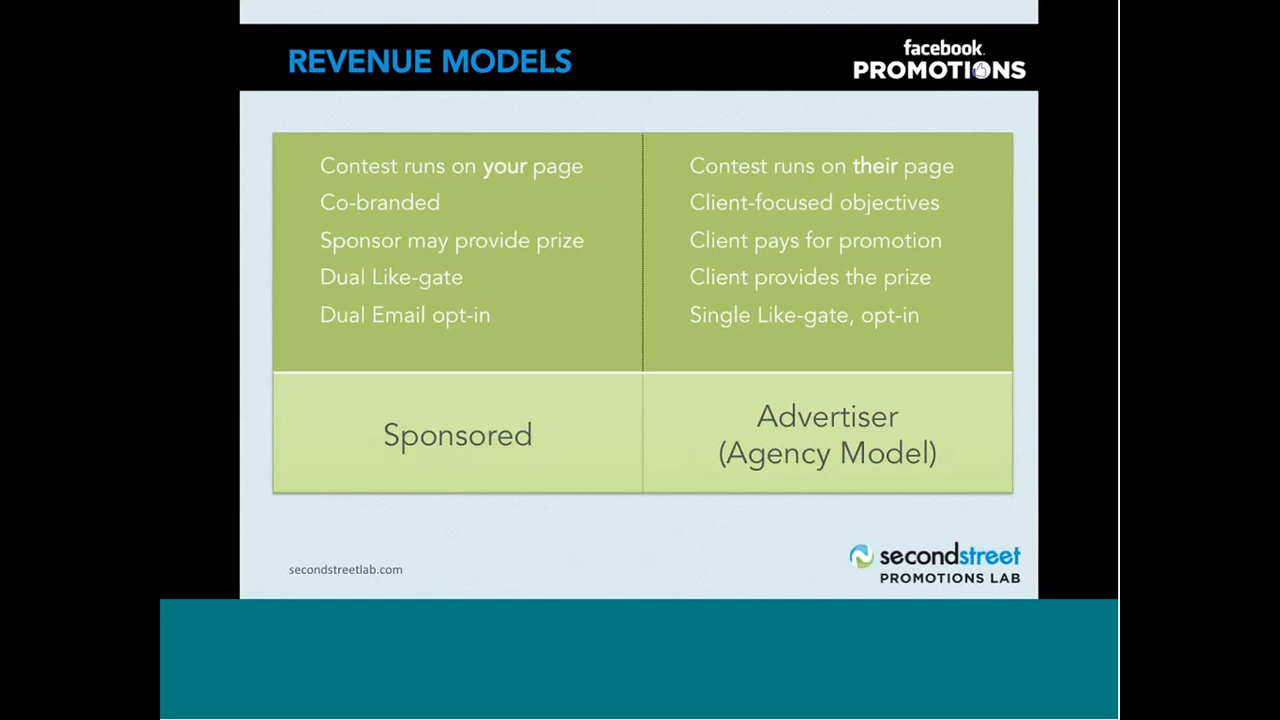 REVENUE MODELS
facebook
PROMOTIONS
Contest runs on your page
Co-branded
Sponsor may provide prize
Dual Like-gate
Dual Email opt-in
Contest runs on their page
Client-focused objectives
Client pays for promotion
Client provides the prize
Single Like-gate, opt-in
Sponsored
Advertiser
(Agency Model)
secondstreetlab.com
secondstreet
PROMOTIONS LAB